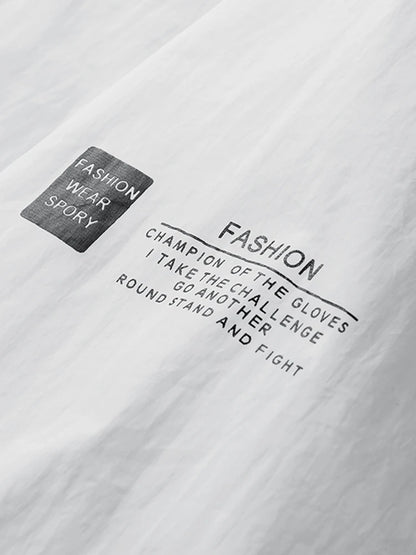 FASHION
WEAR
SPORY
FASHION
CHAMPION OF THE GLOVES
I TAKE THE CHALLENGE
GO ANOTHER
ROUND STAND AND FIGHT